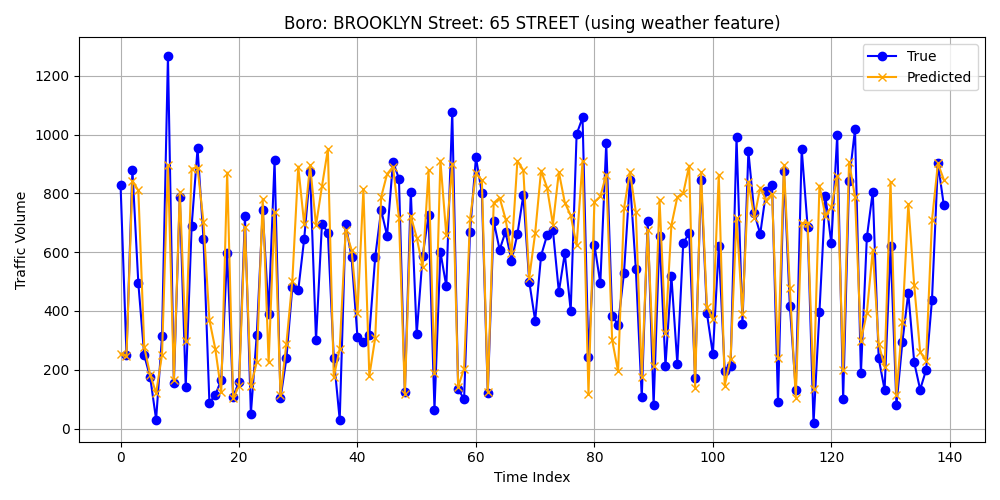 Boro: BROOKLYN Street: 65 STREET (using weather feature)
True
Predicted
Traffic Volume
1200
1000
800
600
400
200
0
0 20 40 60 80 100 120 140
Time Index